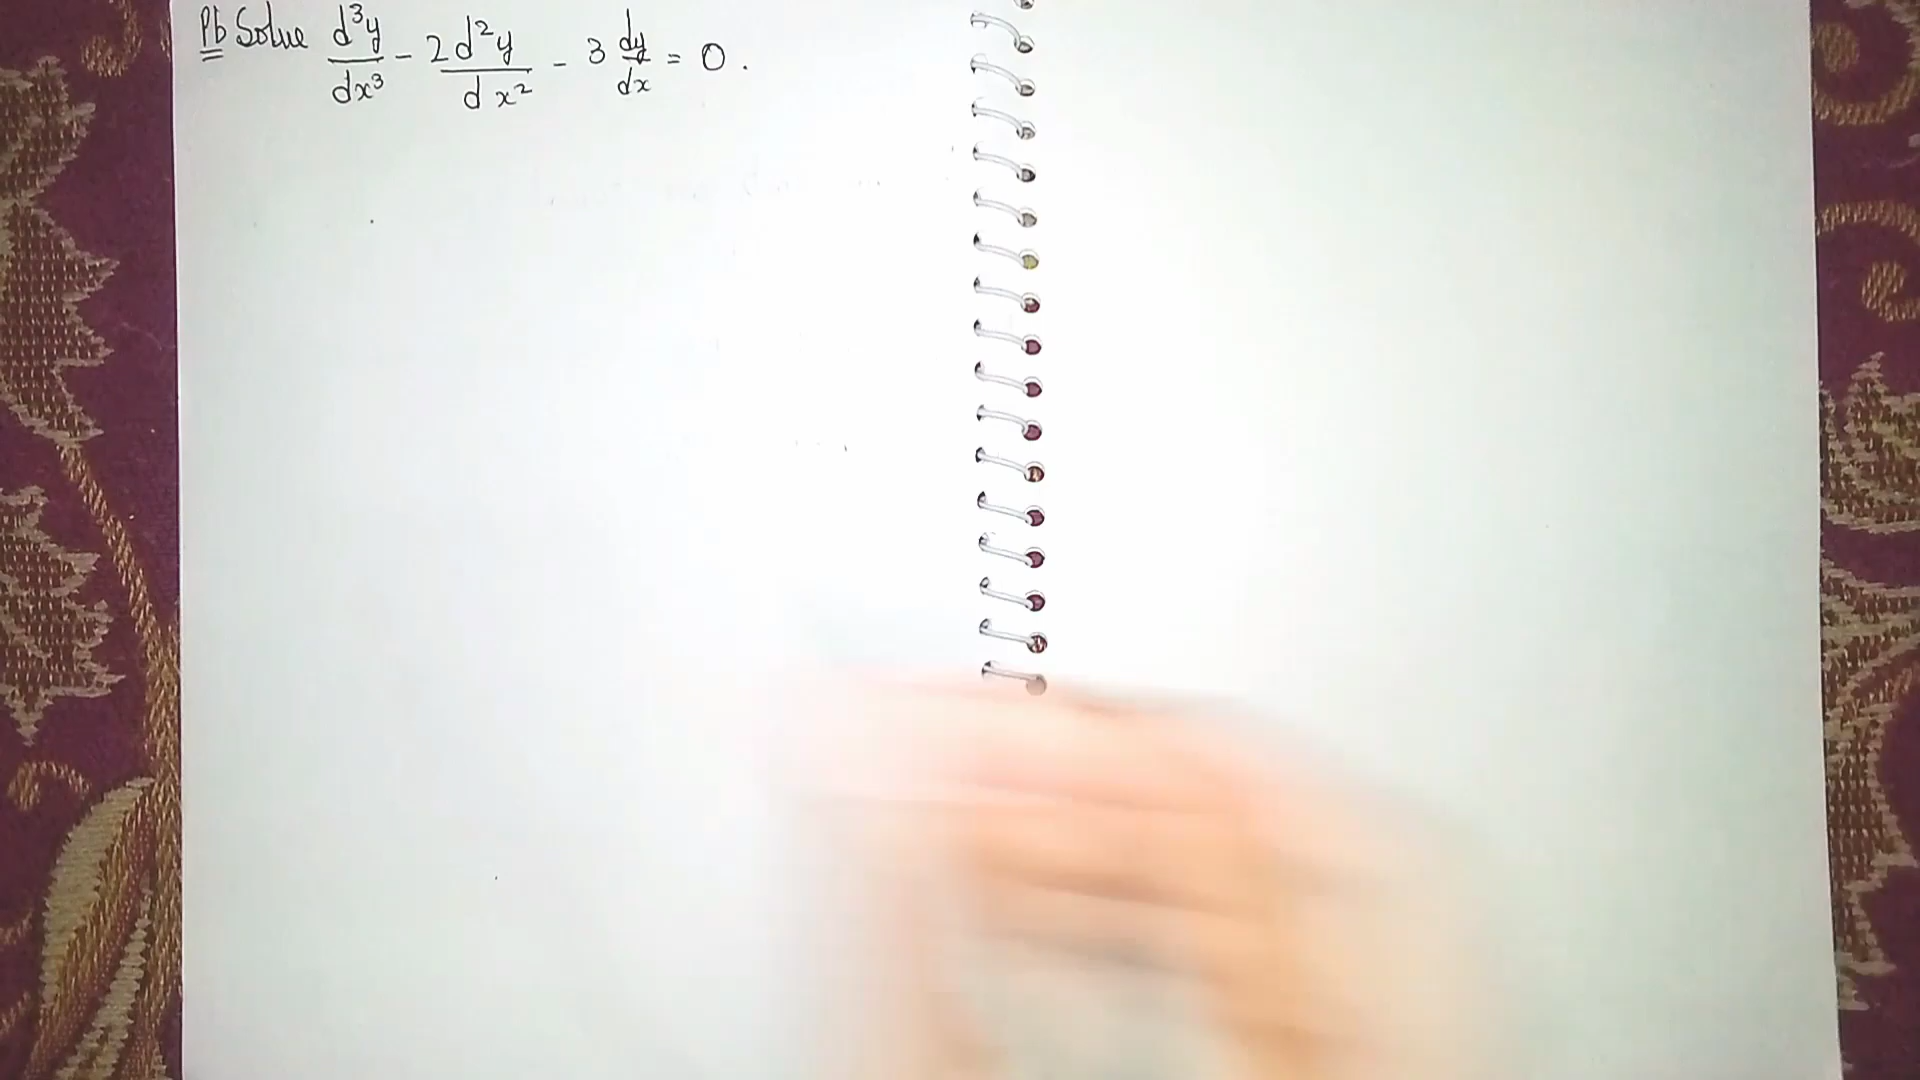 Pb Solve d³y/dx³ - 2d²y/dx² - 3 dy/dx = 0.